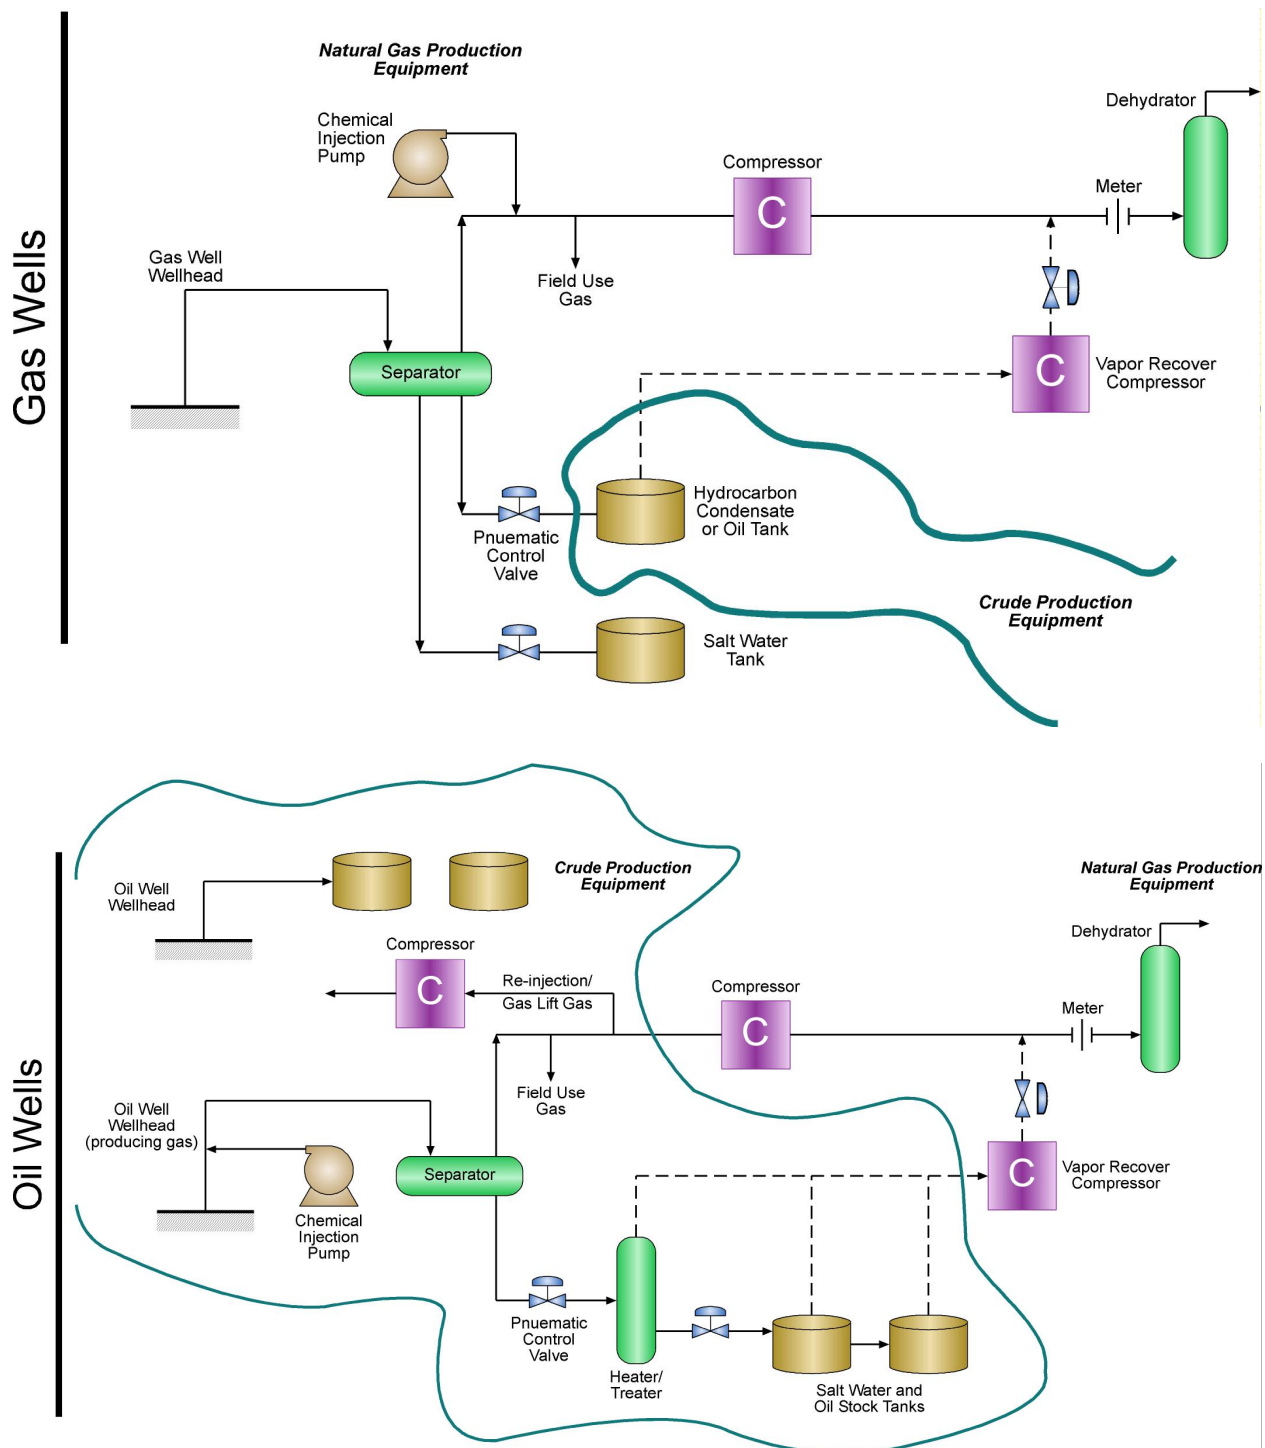 Natural Gas Production
Equipment
Chemical
Injection
Pump
Dehydrator
Compressor
C
Meter
Gas Wells
Gas Well
Wellhead
Field Use
Gas
Separator
C
Vapor Recover
Compressor
Hydrocarbon
Condensate
or Oil Tank
Pnuematic
Control
Valve
Crude Production
Equipment
Salt Water
Tank
Oil Wells
Oil Well
Wellhead
Crude Production
Equipment
Natural Gas Production
Equipment
Dehydrator
Compressor
C
Re-injection/
Gas Lift Gas
Compressor
C
Meter
Field Use
Gas
Oil Well
Wellhead
(producing gas)
Separator
C
Vapor Recover
Compressor
Chemical
Injection
Pump
Pnuematic
Control
Valve
Heater/
Treater
Salt Water and
Oil Stock Tanks